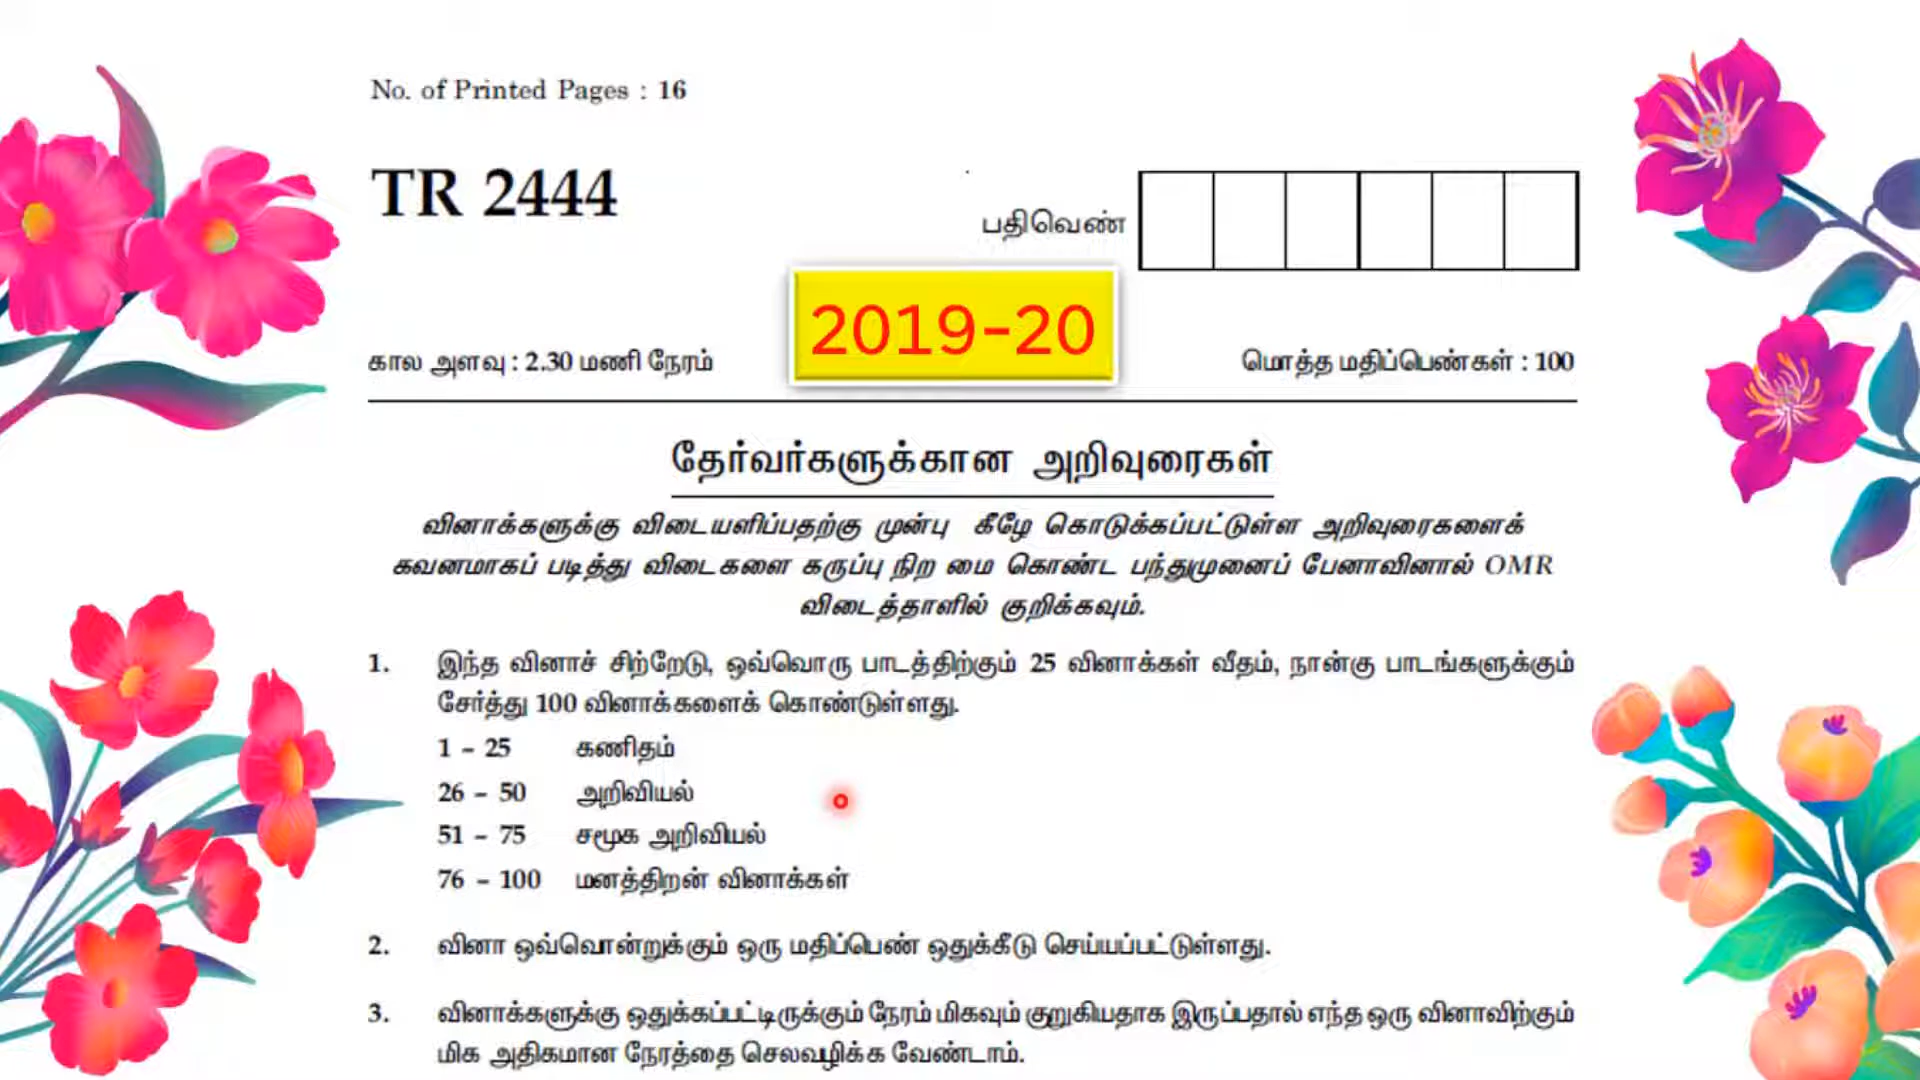 No. of Printed Pages : 16
TR 2444
பதிவெண்
2019-20
கால அளவு : 2.30 மணி நேரம்
மொத்த மதிப்பெண்கள் : 100
தேர்வர்களுக்கான அறிவுரைகள்
வினாக்களுக்கு விடையளிப்பதற்கு முன்பு கீழே கொடுக்கப்பட்டுள்ள அறிவுரைகளைக்
கவனமாகப் படித்து விடைகளை கருப்பு நிற மை கொண்ட பந்துமுனைப் பேனாவினால் OMR
விடைத்தாளில் குறிக்கவும்.
1. இந்த வினாச் சிற்றேடு, ஒவ்வொரு பாடத்திற்கும் 25 வினாக்கள் வீதம், நான்கு பாடங்களுக்கும்
சேர்த்து 100 வினாக்களைக் கொண்டுள்ளது.
1 – 25 கணிதம்
26 – 50 அறிவியல்
51 – 75 சமூக அறிவியல்
76 – 100 மனத்திறன் வினாக்கள்
2. வினா ஒவ்வொன்றுக்கும் ஒரு மதிப்பெண் ஒதுக்கீடு செய்யப்பட்டுள்ளது.
3. வினாக்களுக்கு ஒதுக்கப்பட்டிருக்கும் நேரம் மிகவும் குறுகியதாக இருப்பதால் எந்த ஒரு வினாவிற்கும்
மிக அதிகமான நேரத்தை செலவழிக்க வேண்டாம்.